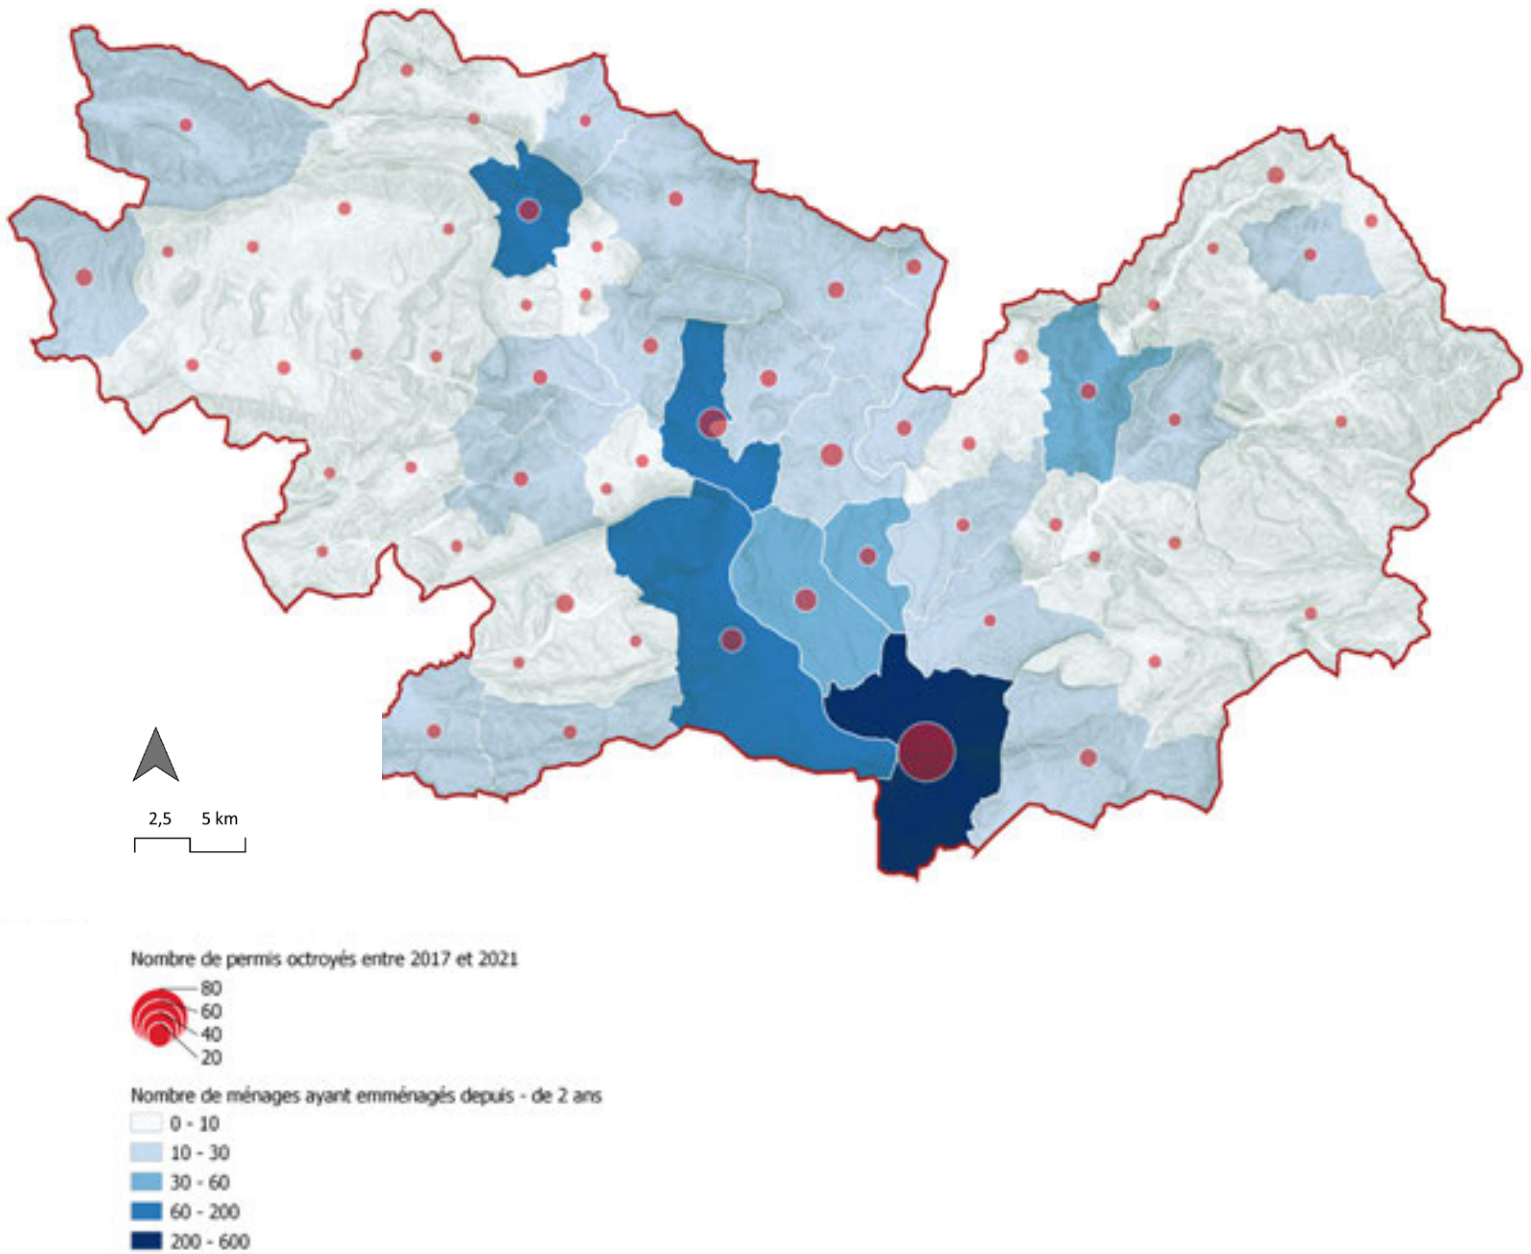 2,5 5 km
Nombre de permis octroyés entre 2017 et 2021
80
60
40
20
Nombre de ménages ayant emménagés depuis - de 2 ans
0 - 10
10 - 30
30 - 60
60 - 200
200 - 600